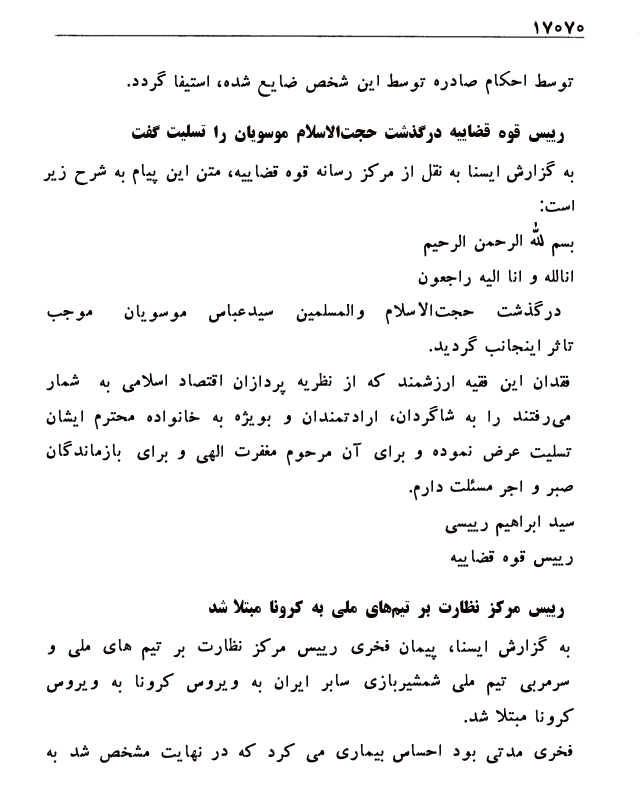 ۱۷۰۷۰
توسط احکام صادره توسط این شخص ضایع شده، استیفا گردد.
رییس قوه قضاییه درگذشت حجت‌الاسلام موسویان را تسلیت گفت
به گزارش ایسنا به نقل از مرکز رسانه قوه قضاییه، متن این پیام به شرح زیر
است:
بسم لله الرحمن الرحیم
انالله و انا الیه راجعون
درگذشت حجت‌الاسلام والمسلمین سیدعباس موسویان موجب
تاثر اینجانب گردید.
فقدان این فقیه ارزشمند که از نظریه پردازان اقتصاد اسلامی به شمار
می‌رفتند را به شاگردان، ارادتمندان و بویژه به خانواده محترم ایشان
تسلیت عرض نموده و برای آن مرحوم مغفرت الهی و برای بازماندگان
صبر و اجر مسئلت دارم.
سید ابراهیم رییسی
رییس قوه قضاییه
رییس مرکز نظارت بر تیم‌های ملی به کرونا مبتلا شد
به گزارش ایسنا، پیمان فخری رییس مرکز نظارت بر تیم های ملی و
سرمربی تیم ملی شمشیربازی سابر ایران به ویروس کرونا به ویروس
کرونا مبتلا شد.
فخری مدتی بود احساس بیماری می کرد که در نهایت مشخص شد به